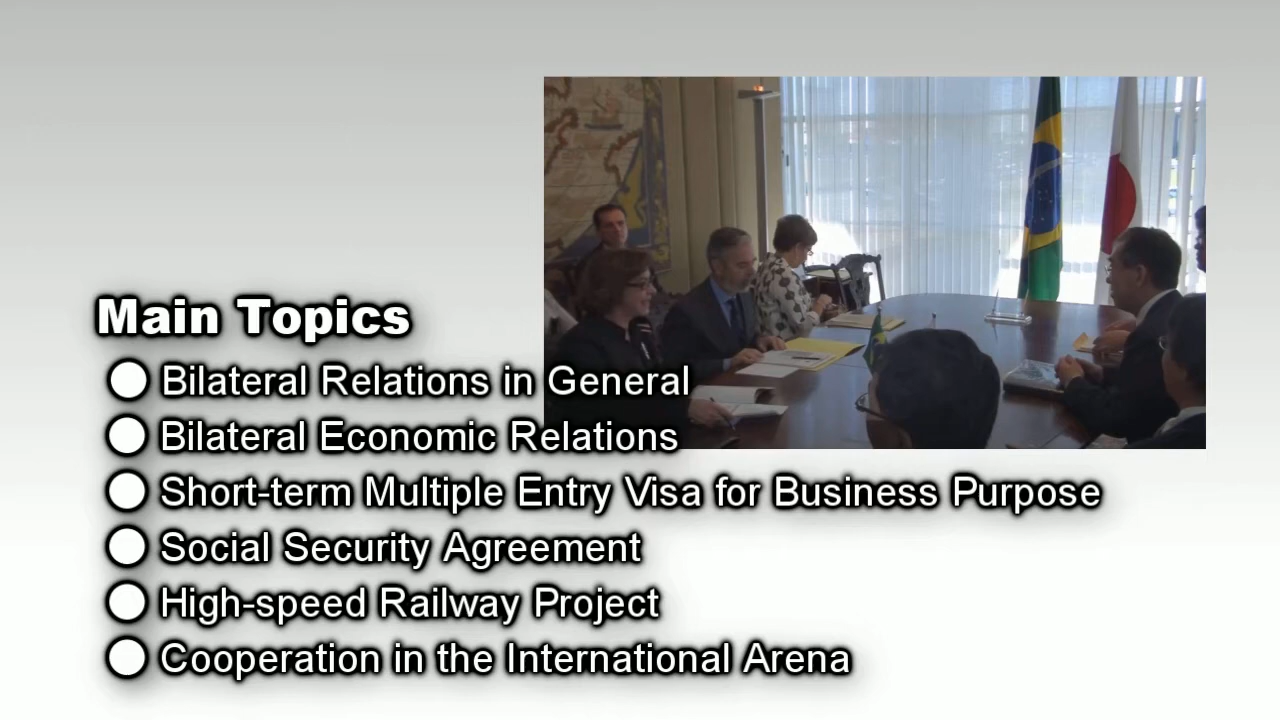 Main Topics
Bilateral Relations in General
Bilateral Economic Relations
Short-term Multiple Entry Visa for Business Purpose
Social Security Agreement
High-speed Railway Project
Cooperation in the International Arena